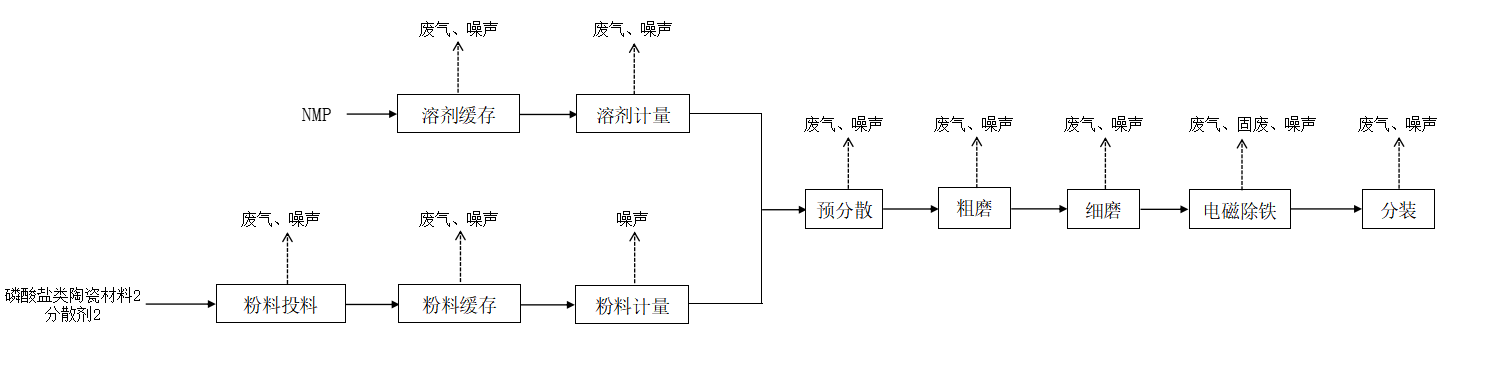 废气、噪声
废气、噪声
NMP
溶剂缓存
溶剂计量
废气、噪声
废气、噪声
废气、噪声
废气、固废、噪声
废气、噪声
预分散
粗磨
细磨
电磁除铁
分装
废气、噪声
废气、噪声
噪声
磷酸盐类陶瓷材料2
分散剂2
粉料投料
粉料缓存
粉料计量